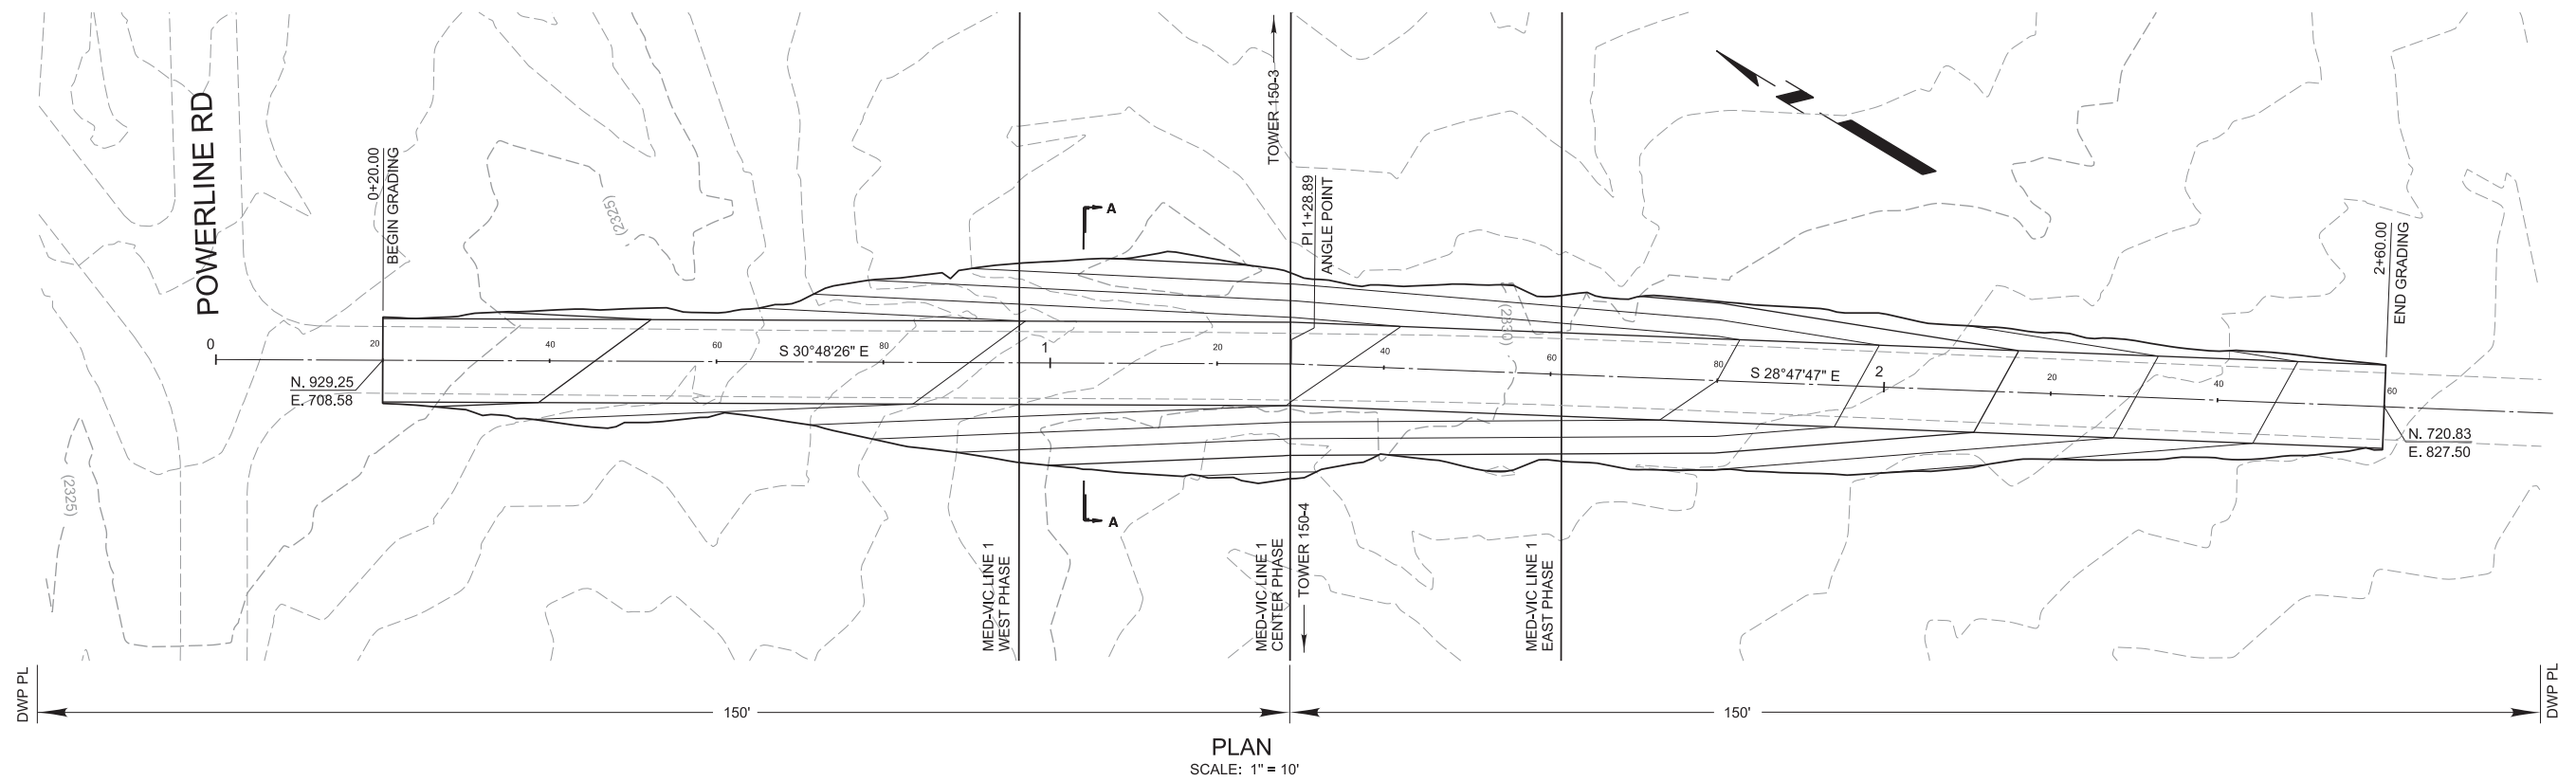 POWERLINE RD
0+20.00
BEGIN GRADING
(2325)
A
TOWER 150-3
PI 1+28.89
ANGLE POINT
(2330)
2+60.00
END GRADING
0
20
40
60
S 30°48'26" E
80
1
20
40
60
80
S 28°47'47" E
2
20
40
60
N. 929.25
E. 708.58
N. 720.83
E. 827.50
(2325)
A
MED-VIC LINE 1
WEST PHASE
MED-VIC LINE 1
CENTER PHASE
TOWER 150-4
MED-VIC LINE 1
EAST PHASE
DWP PL
150'
150'
DWP PL
PLAN
SCALE: 1" = 10'